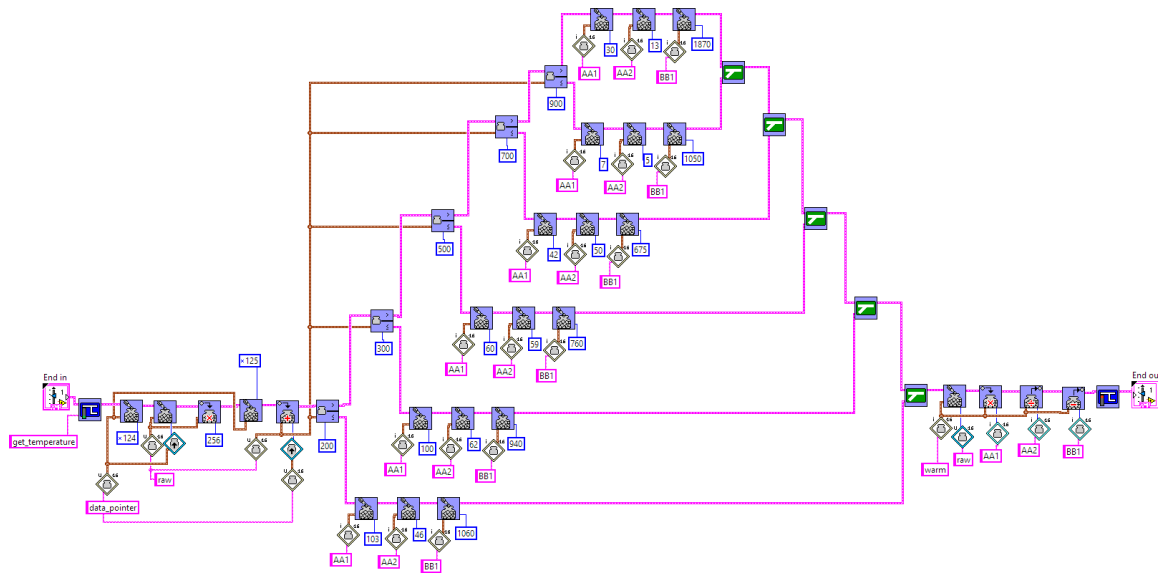 30
13
1870
AA1
AA2
BB1
900
700
7
5
1050
AA1
AA2
BB1
500
42
50
675
AA1
AA2
BB1
300
60
59
760
AA1
AA2
BB1
×125
End in
get_temperature
×124
256
200
raw
data_pointer
100
62
940
AA1
AA2
BB1
103
46
1060
AA1
AA2
BB1
warm
raw
AA1
AA2
BB1
End ou